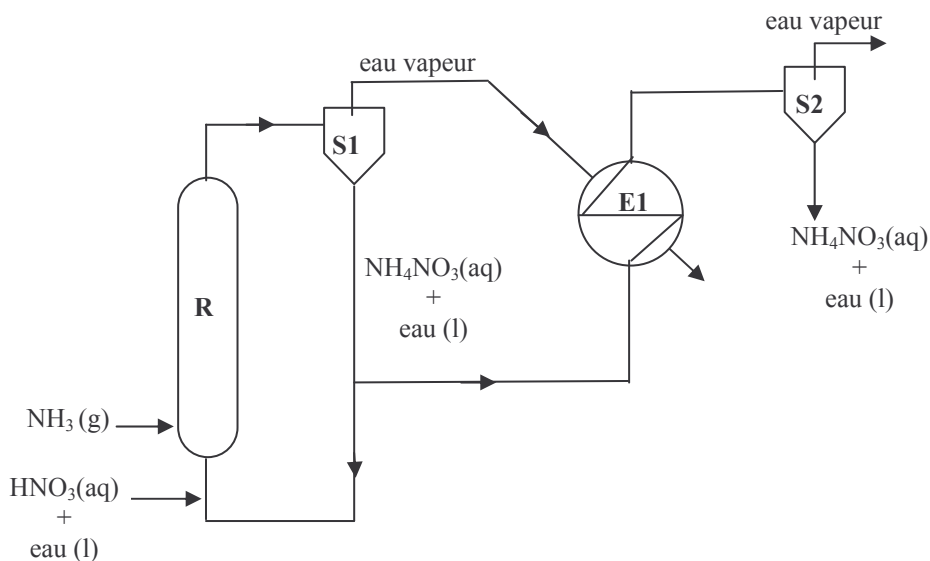 eau vapeur
S2
eau vapeur
S1
E1
NH₄NO₃(aq)
+
eau (l)
NH₄NO₃(aq)
+
eau (l)
R
NH₃ (g)
HNO₃(aq)
+
eau (l)